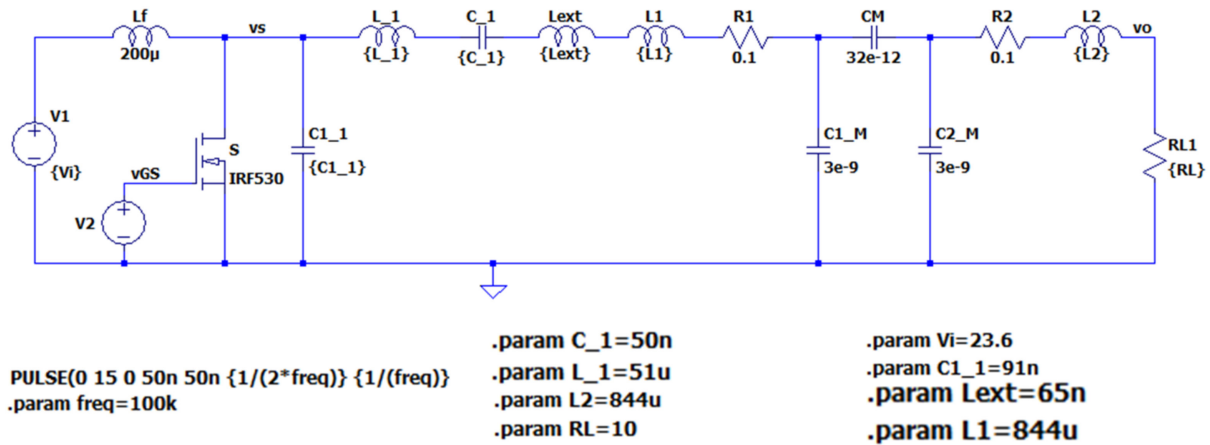 Lf
200µ
vs
L_1
{L_1}
C_1
{C_1}
Lext
{Lext}
L1
{L1}
R1
0.1
CM
32e-12
R2
0.1
L2
{L2}
vo
V1
{Vi}
vGS
V2
S
IRF530
C1_1
{C1_1}
C1_M
3e-9
C2_M
3e-9
RL1
{RL}
PULSE(0 15 0 50n 50n {1/(2*freq)} {1/(freq)}
.param freq=100k
.param C_1=50n
.param L_1=51u
.param L2=844u
.param RL=10
.param Vi=23.6
.param C1_1=91n
.param Lext=65n
.param L1=844u